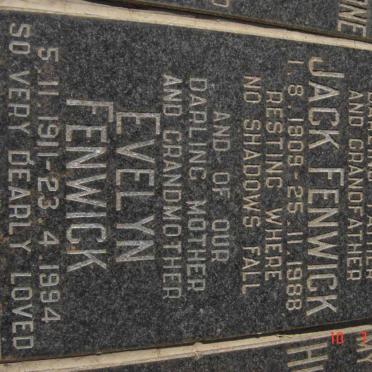 AND GRANDFATHER
JACK FENWICK
1. 8. 1909-25 11 1988
RESTING WHERE
NO SHADOWS FALL
AND OF OUR
DARLING MOTHER
AND GRANDMOTHER
EVELYN
FENWICK
5. 11 1911-23 4 1994
SO VERY DEARLY LOVED